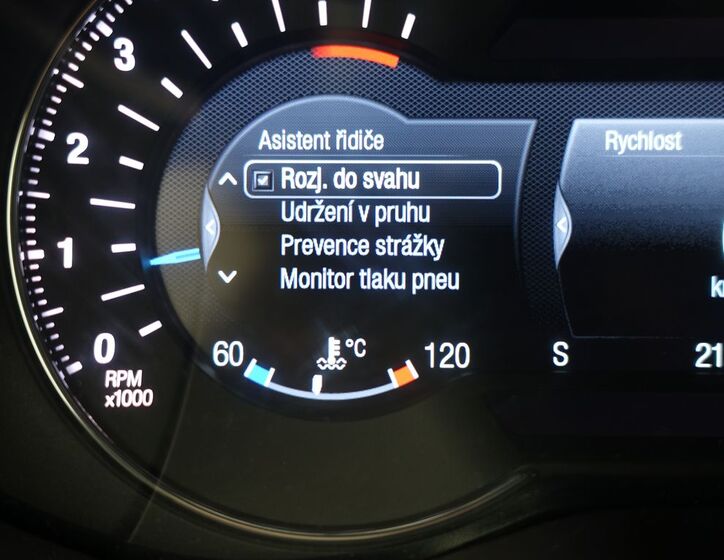 3
2
1
0
RPM
x1000
Asistent řidiče
Rozj. do svahu
Udržení v pruhu
Prevence strážky
Monitor tlaku pneu
60
°C
120
Rychlost
S
21